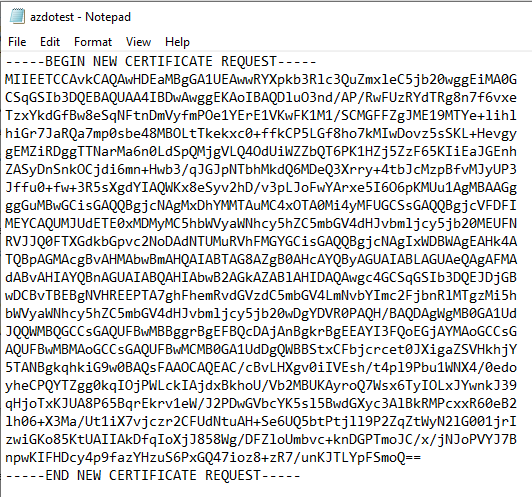 azdotest - Notepad
File Edit Format View Help
-----BEGIN NEW CERTIFICATE REQUEST-----
MIIEETCCAvkCAQAwHDEaMBgGA1UEAwwRYXpkb3Rlc3QuZmxleC5jb20wggEiMA0G
CSqGSIb3DQEBAQUAA4IBDwAwggEKAoIBAQDluO3nd/AP/RwFUzRYdTRg8n7f6vxe
TzxYkdGfBw8eSqNFtnDmVyfmPOe1YErE1VKwFK1M1/SCMGFFZgJME19MTYe+lihl
hiGr7JaRQa7mp0sbe48MBOLtTkekxc0+ffkCP5LGf8ho7kMIwDovz5sSKL+Hevgy
gEMZiRDggTTNarMa6n0LdSpQMjgVLQ4OdUiWZZbQT6PK1HZj5ZzF65KIiEaJGEnh
ZASyDnSnkOCjdi6mn+Hwb3/qJGJpNTbhMkdQ6MDeQ3Xrry+4tbJcMzpBfvMJyUP3
Jffu0+fw+3R5sXgdYIAQWKx8eSyv2hD/v3pLJoFwYArxe5I6O6pKMUu1AgMBAAGg
ggGuMBwGCisGAQQBgjcNAgMxDhYMMTAuMC4xOTA0Mi4yMFUGCSsGAQQBgjcVFDFI
MEYCAQUMJUdETE0xMDMyMC5hbWVyaWNhcy5hZC5mbGV4dHJvbmljcy5jb20MEUFN
RVJJQ0FTXGdkbGpvc2NoDAdNTUMuRVhFMGYGCisGAQQBgjcNAgIxWDBWAgEAHk4A
TQBpAGMAcgBvAHMAbwBmAHQAIABTAG8AZgB0AHcAYQByAGUAIABLAGUAeQAgAFMA
dABvAHIAYQBnAGUAIABQAHIAbwB2AGkAZABlAHIDAQAwgc4GCSqGSIb3DQEJDjGB
wDCBvTBEBgNVHREEPTA7ghFhemRvdGVzdC5mbGV4LmNvbYImc2FjbnRlMTgzMi5h
bWVyaWNhcy5hZC5mbGV4dHJvbmljcy5jb20wDgYDVR0PAQH/BAQDAgWgMB0GA1Ud
JQQWMBQGCCsGAQUFBwMBBggrBgEFBQcDAjAnBgkrBgEEAYI3FQoEGjAYMAoGCCsG
AQUFBwMBMAoGCCsGAQUFBwMCMB0GA1UdDgQWBBStxCFbjcrcet0JXigaZSVHkhjY
5TANBgkqhkiG9w0BAQsFAAOCAQEAC/cBvLHXgv0iIVEsh/t4pl9Pbu1WNX4/0edo
yheCPQYTZgg0kqIOjPWLckIAjdxBkhoU/Vb2MBUKAyroQ7Wsx6TyIOLxJYwnkJ39
qHjoTxKJUA8P65BqrEkrv1eW/J2PDwGVbcYK5sl5BwdGXyc3AlBkRMPcxxR60eB2
lh06+X3Ma/Ut1iX7vjczr2CFUdNtuAH+Se6UQ5btPtjll9P2ZqZtWyN2lG001jrI
zwiGKo85KtUAIIAkDfqIoXjJ858Wg/DFZloUmbvc+knDGPTmoJC/x/jNJoPVYJ7B
npwKIFHDcy4p9fazYHzuS6PxGQ47ioz8+zR7/unKJTLYpFSmoQ==
-----END NEW CERTIFICATE REQUEST-----